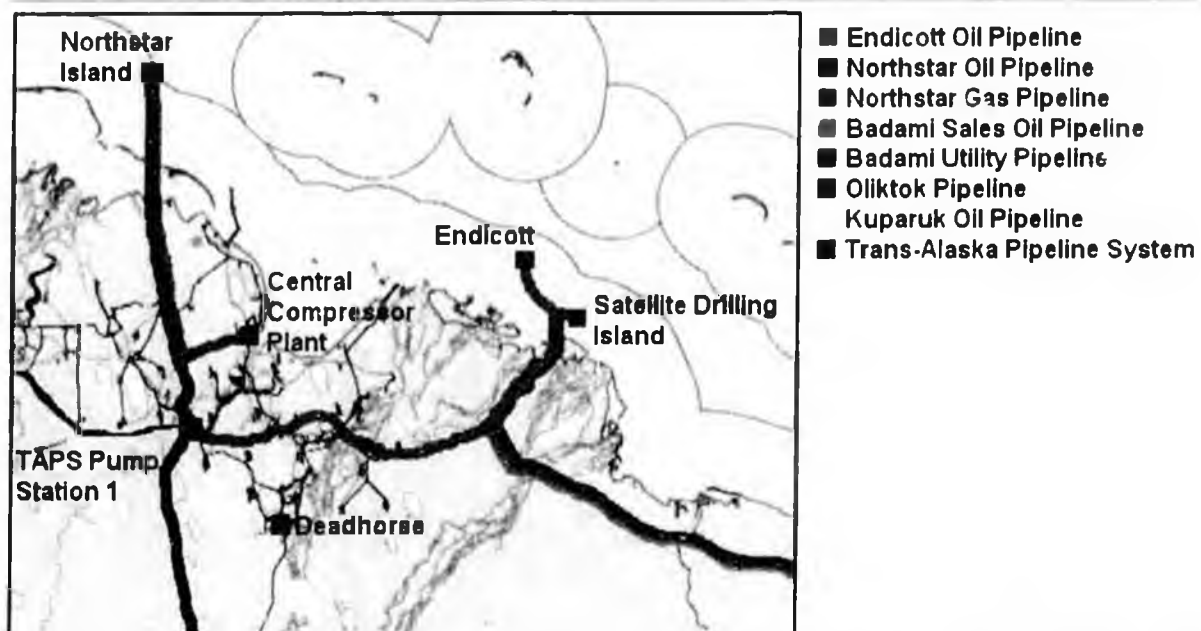 Northstar
Island
Endicott
Central
Compressor
Plant
Satellite Drilling
Island
TAPS Pump
Station 1
Deadhorse
Endicott Oil Pipeline
Northstar Oil Pipeline
Northstar Gas Pipeline
Badami Sales Oil Pipeline
Badami Utility Pipeline
Oliktok Pipeline
Kuparuk Oil Pipeline
Trans-Alaska Pipeline System